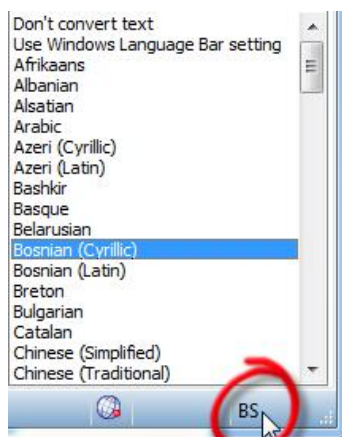 Don't convert text
Use Windows Language Bar setting
Afrikaans
Albanian
Alsatian
Arabic
Azeri (Cyrillic)
Azeri (Latin)
Bashkir
Basque
Belarusian
Bosnian (Cyrillic)
Bosnian (Latin)
Breton
Bulgarian
Catalan
Chinese (Simplified)
Chinese (Traditional)
BS